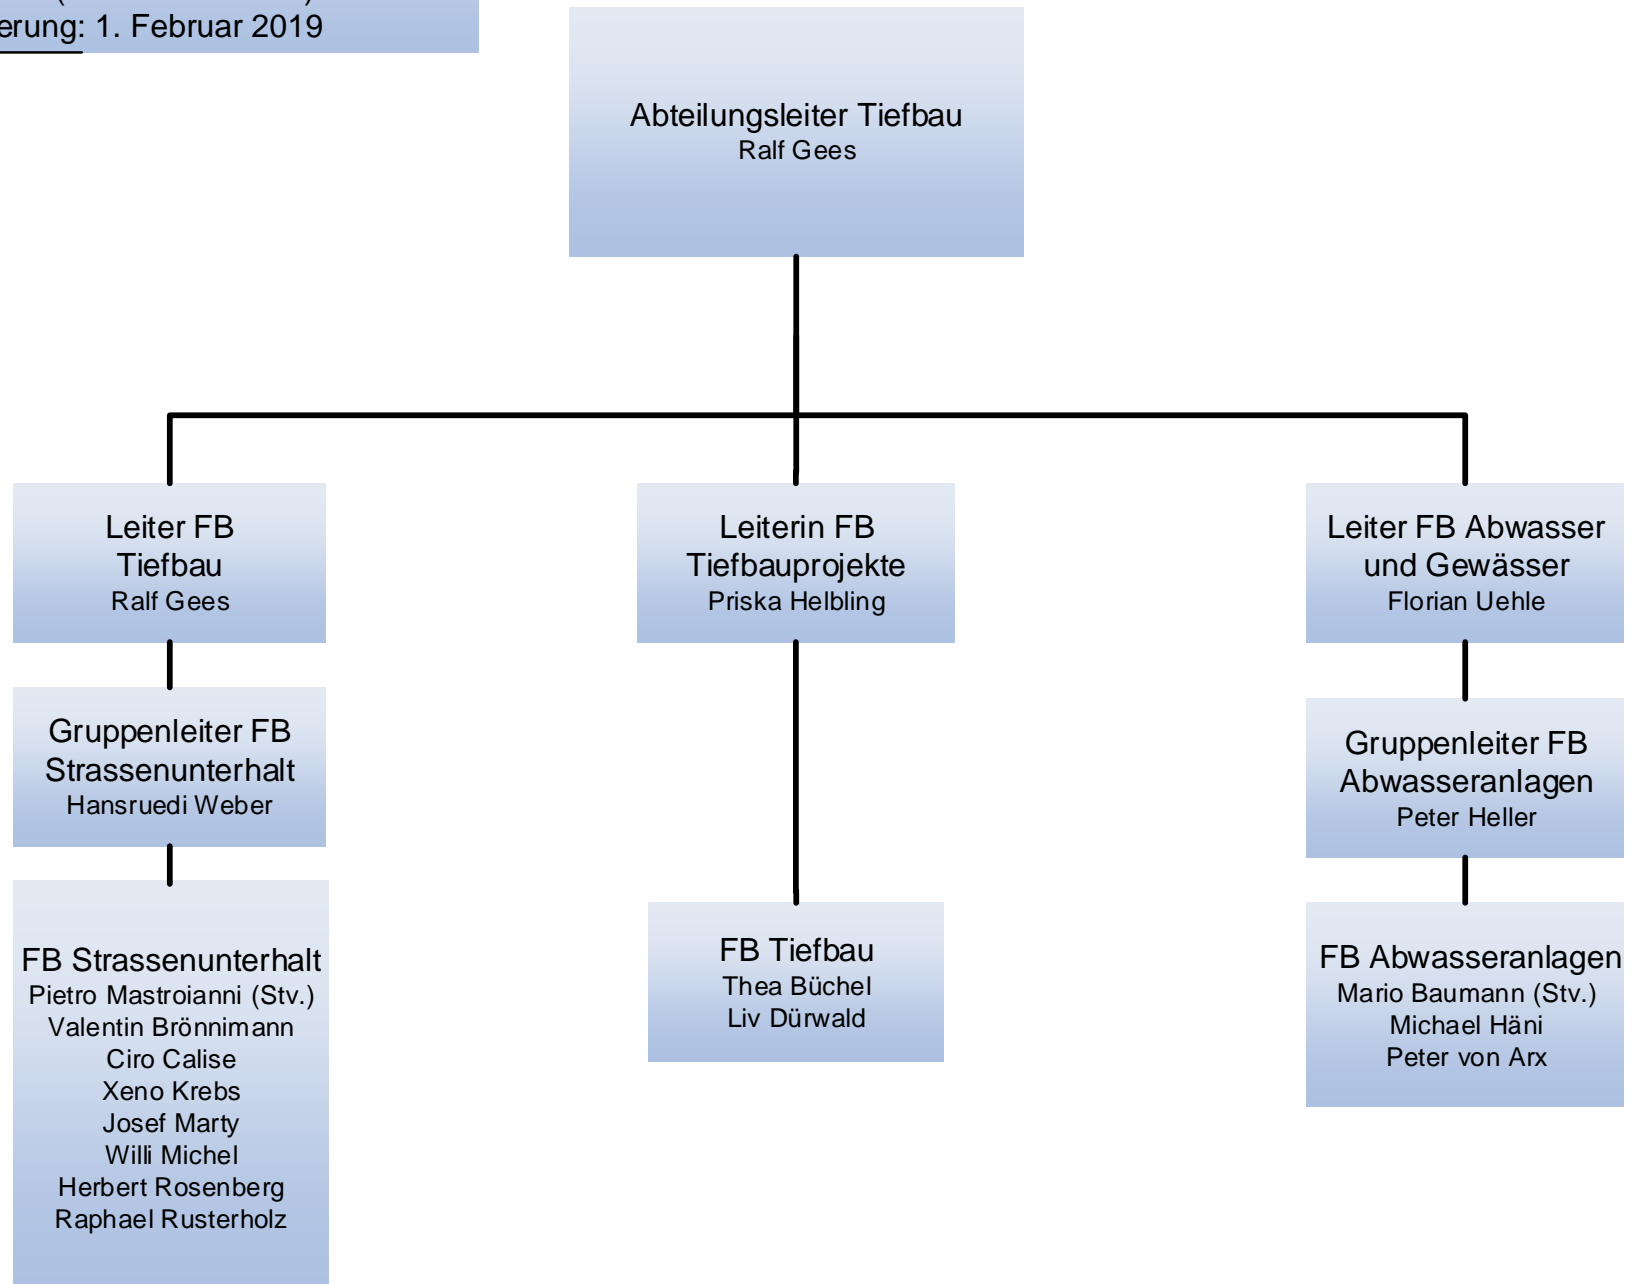 erung: 1. Februar 2019
Abteilungsleiter Tiefbau
Ralf Gees
Leiter FB
Tiefbau
Ralf Gees
Leiterin FB
Tiefbauprojekte
Priska Helbling
Leiter FB Abwasser
und Gewässer
Florian Uehle
Gruppenleiter FB
Strassenunterhalt
Hansruedi Weber
Gruppenleiter FB
Abwasseranlagen
Peter Heller
FB Strassenunterhalt
Pietro Mastroianni (Stv.)
Valentin Brönnimann
Ciro Calise
Xeno Krebs
Josef Marty
Willi Michel
Herbert Rosenberg
Raphael Rusterholz
FB Tiefbau
Thea Büchel
Liv Dürwald
FB Abwasseranlagen
Mario Baumann (Stv.)
Michael Häni
Peter von Arx